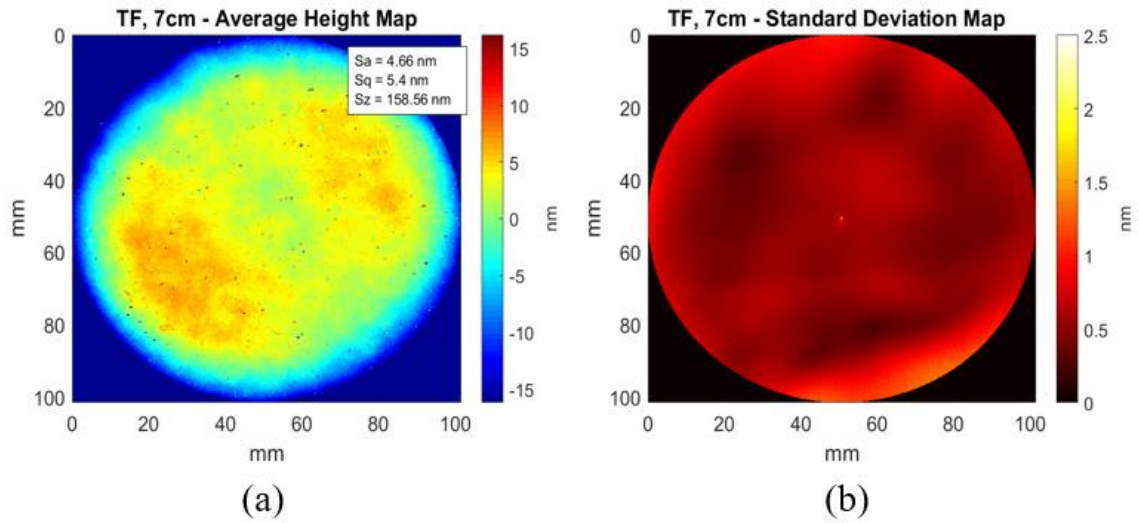 TF, 7cm - Average Height Map
Sa = 4.66 nm
Sq = 5.4 nm
Sz = 158.56 nm
0
20
40
60
80
100
mm
0 20 40 60 80 100
mm
15
10
5
0
-5
-10
-15
nm
(a)
TF, 7cm - Standard Deviation Map
0
20
40
60
80
100
mm
0 20 40 60 80 100
mm
2.5
2
1.5
1
0.5
0
nm
(b)